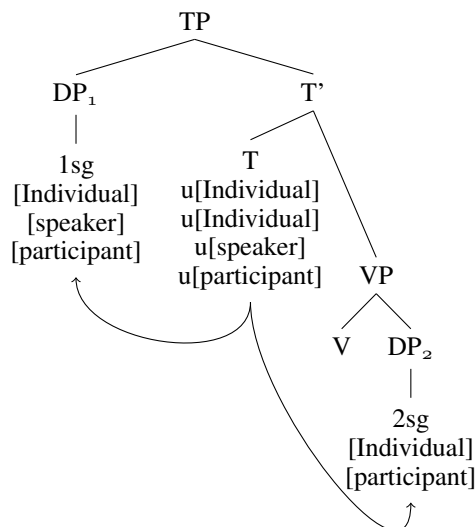 TP
DP₁ T’
1sg
[Individual]
[speaker]
[participant]
T
u[Individual]
u[Individual]
u[speaker]
u[participant]
VP
V DP₂
2sg
[Individual]
[participant]